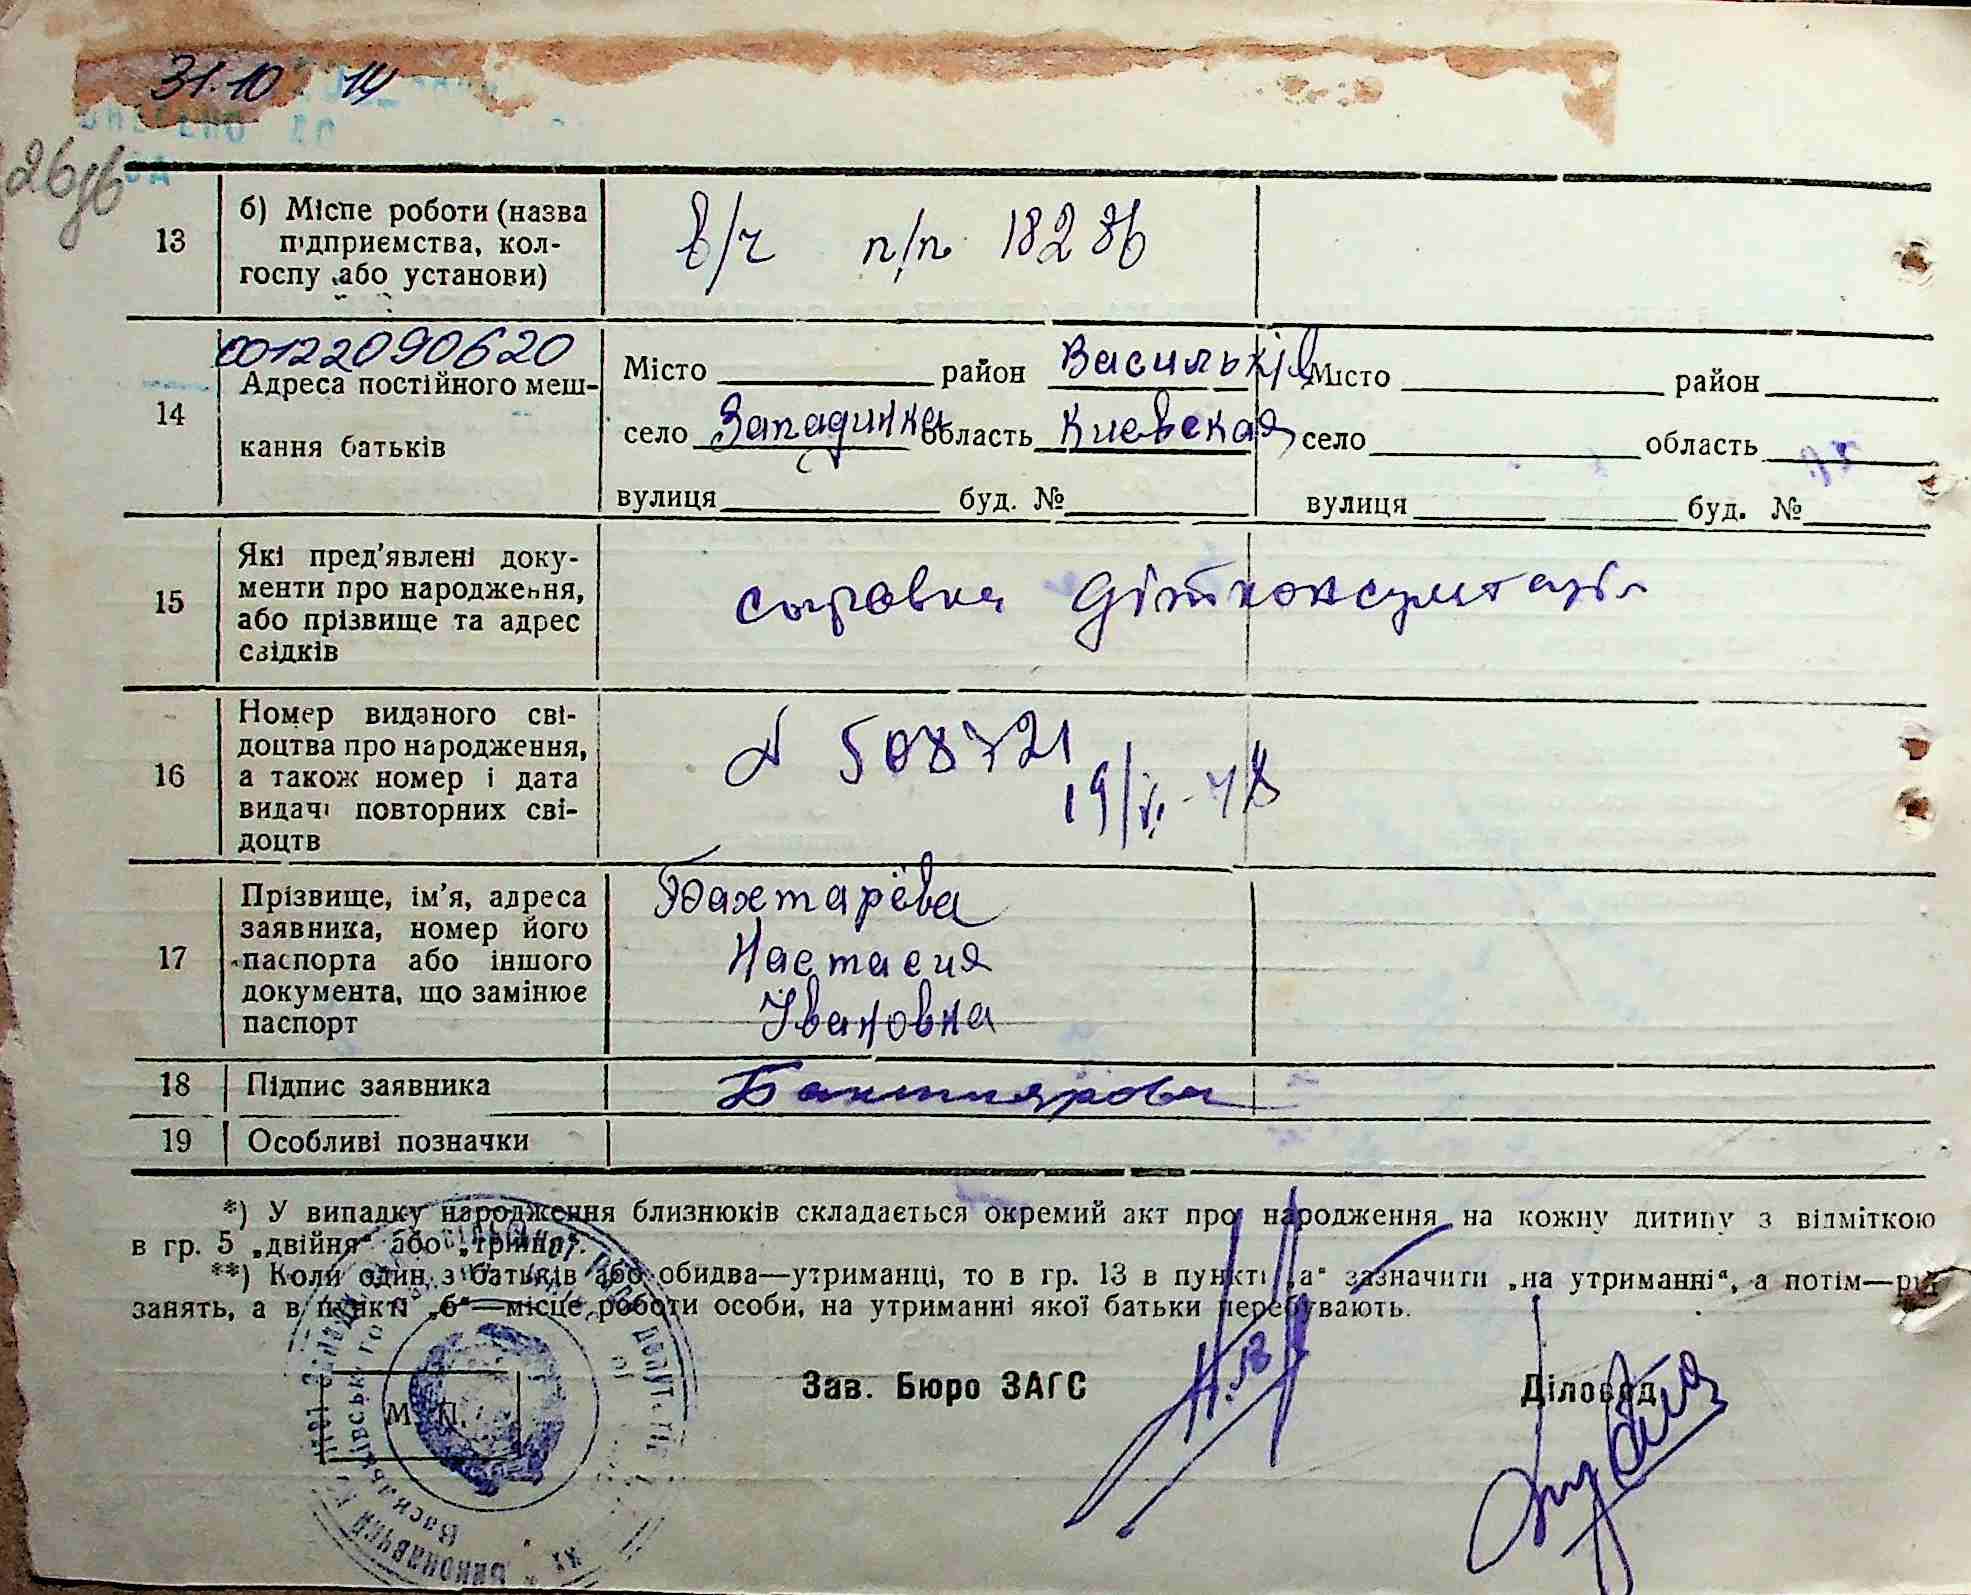 31.10 14
26зв
13
б) Місце роботи (назва
підприємства, кол-
госпу або установи)
в/ч п/п 18286
00122090620
14
Адреса постійного меш-
кання батьків
Місто район Васильків
село Западинка область Киевская
вулиця буд. №
Місто район
село область
вулиця буд. №
15
Які пред'явлені доку-
менти про народження,
або прізвище та адрес
свідків
справка дітконсултаціі
16
Номер виданого сві-
доцтва про народження,
а також номер і дата
видачі повторних сві-
доцтв
508721
19/VI-48
17
Прізвище, ім'я, адреса
заявника, номер його
паспорта або іншого
документа, що замінює
паспорт
Бахтарёва
Настасия
Івановна
18
Підпис заявника
Бахтиярова
19
Особливі позначки
*) У випадку народження близнюків складається окремий акт про народження на кожну дитину з відміткою
в гр. 5 „двійня“ або „трійня“.
**) Коли один з батьків або обидва—утриманці, то в гр. 13 в пункті „а“ зазначити „на утриманні“, а потім—рід
занять, а в пункті „б“—місце роботи особи, на утриманні якої батьки перебувають.
М. П.
Зав. Бюро ЗАГС
Діловод